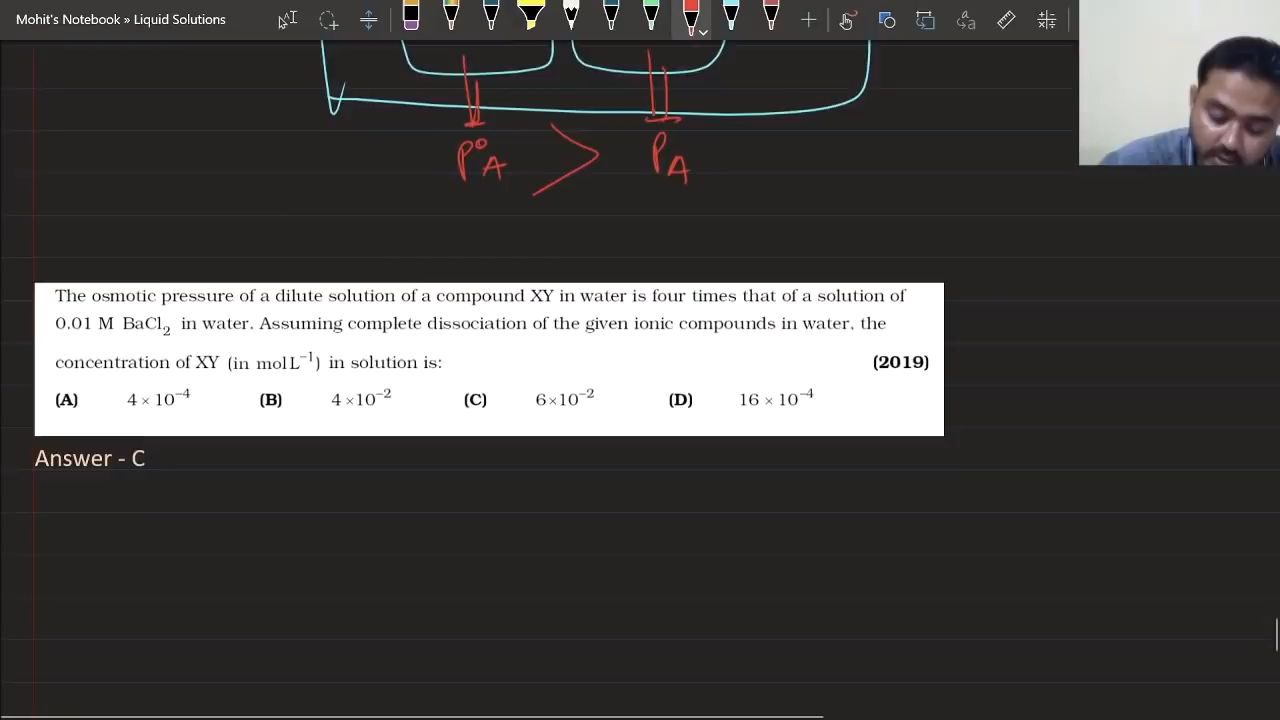 Mohit's Notebook » Liquid Solutions
P°A > PA
The osmotic pressure of a dilute solution of a compound XY in water is four times that of a solution of
0.01 M BaCl₂ in water. Assuming complete dissociation of the given ionic compounds in water, the
concentration of XY (in mol L⁻¹) in solution is: (2019)
(A) 4 × 10⁻⁴ (B) 4 ×10⁻² (C) 6×10⁻² (D) 16 × 10⁻⁴
Answer - C